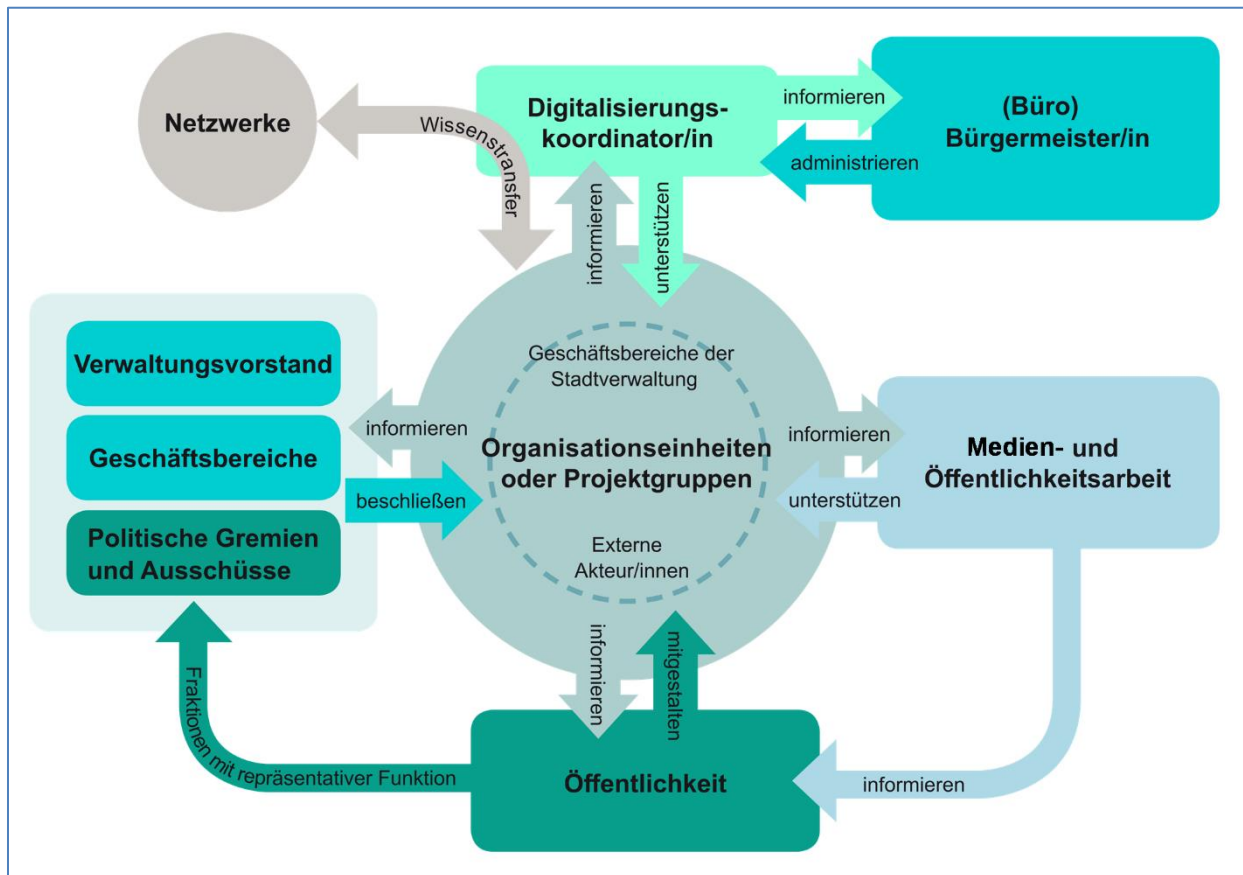 Netzwerke
Wissenstransfer
Digitalisierungs-
koordinator/in
informieren
administrieren
(Büro)
Bürgermeister/in
informieren
unterstützen
Verwaltungsvorstand
Geschäftsbereiche
Politische Gremien
und Ausschüsse
informieren
beschließen
Geschäftsbereiche der
Stadtverwaltung
Organisationseinheiten
oder Projektgruppen
Externe
Akteur/innen
informieren
unterstützen
Medien- und
Öffentlichkeitsarbeit
informieren
mitgestalten
Fraktionen mit repräsentativer Funktion
Öffentlichkeit
informieren